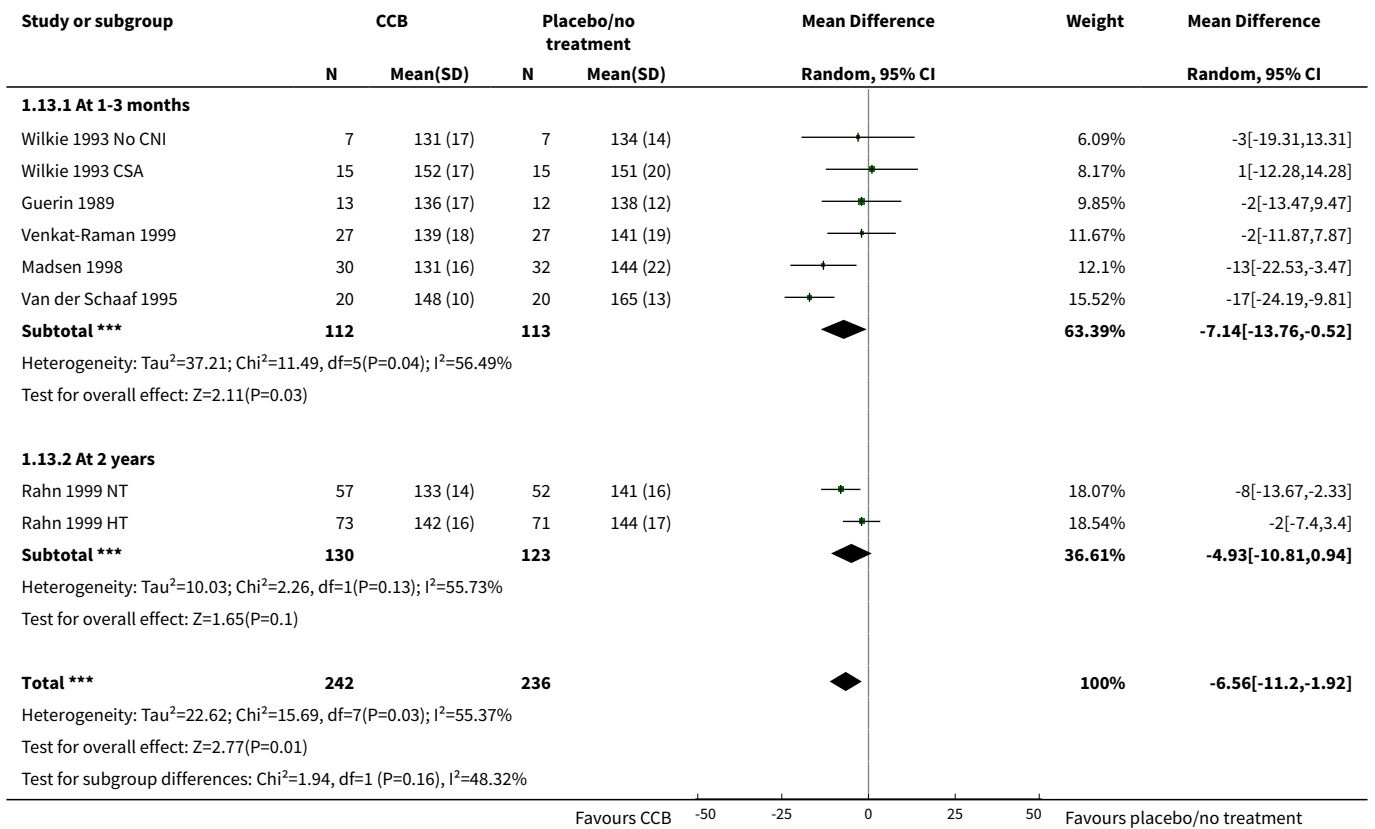 Study or subgroup CCB Placebo/no treatment Mean Difference Weight Mean Difference
N Mean(SD) N Mean(SD) Random, 95% CI Random, 95% CI
1.13.1 At 1-3 months
Wilkie 1993 No CNI 7 131 (17) 7 134 (14) 6.09% -3[-19.31,13.31]
Wilkie 1993 CSA 15 152 (17) 15 151 (20) 8.17% 1[-12.28,14.28]
Guerin 1989 13 136 (17) 12 138 (12) 9.85% -2[-13.47,9.47]
Venkat-Raman 1999 27 139 (18) 27 141 (19) 11.67% -2[-11.87,7.87]
Madsen 1998 30 131 (16) 32 144 (22) 12.1% -13[-22.53,-3.47]
Van der Schaaf 1995 20 148 (10) 20 165 (13) 15.52% -17[-24.19,-9.81]
Subtotal *** 112 113 63.39% -7.14[-13.76,-0.52]
Heterogeneity: Tau²=37.21; Chi²=11.49, df=5(P=0.04); I²=56.49%
Test for overall effect: Z=2.11(P=0.03)
1.13.2 At 2 years
Rahn 1999 NT 57 133 (14) 52 141 (16) 18.07% -8[-13.67,-2.33]
Rahn 1999 HT 73 142 (16) 71 144 (17) 18.54% -2[-7.4,3.4]
Subtotal *** 130 123 36.61% -4.93[-10.81,0.94]
Heterogeneity: Tau²=10.03; Chi²=2.26, df=1(P=0.13); I²=55.73%
Test for overall effect: Z=1.65(P=0.1)
Total *** 242 236 100% -6.56[-11.2,-1.92]
Heterogeneity: Tau²=22.62; Chi²=15.69, df=7(P=0.03); I²=55.37%
Test for overall effect: Z=2.77(P=0.01)
Test for subgroup differences: Chi²=1.94, df=1 (P=0.16), I²=48.32%
Favours CCB -50 -25 0 25 50 Favours placebo/no treatment